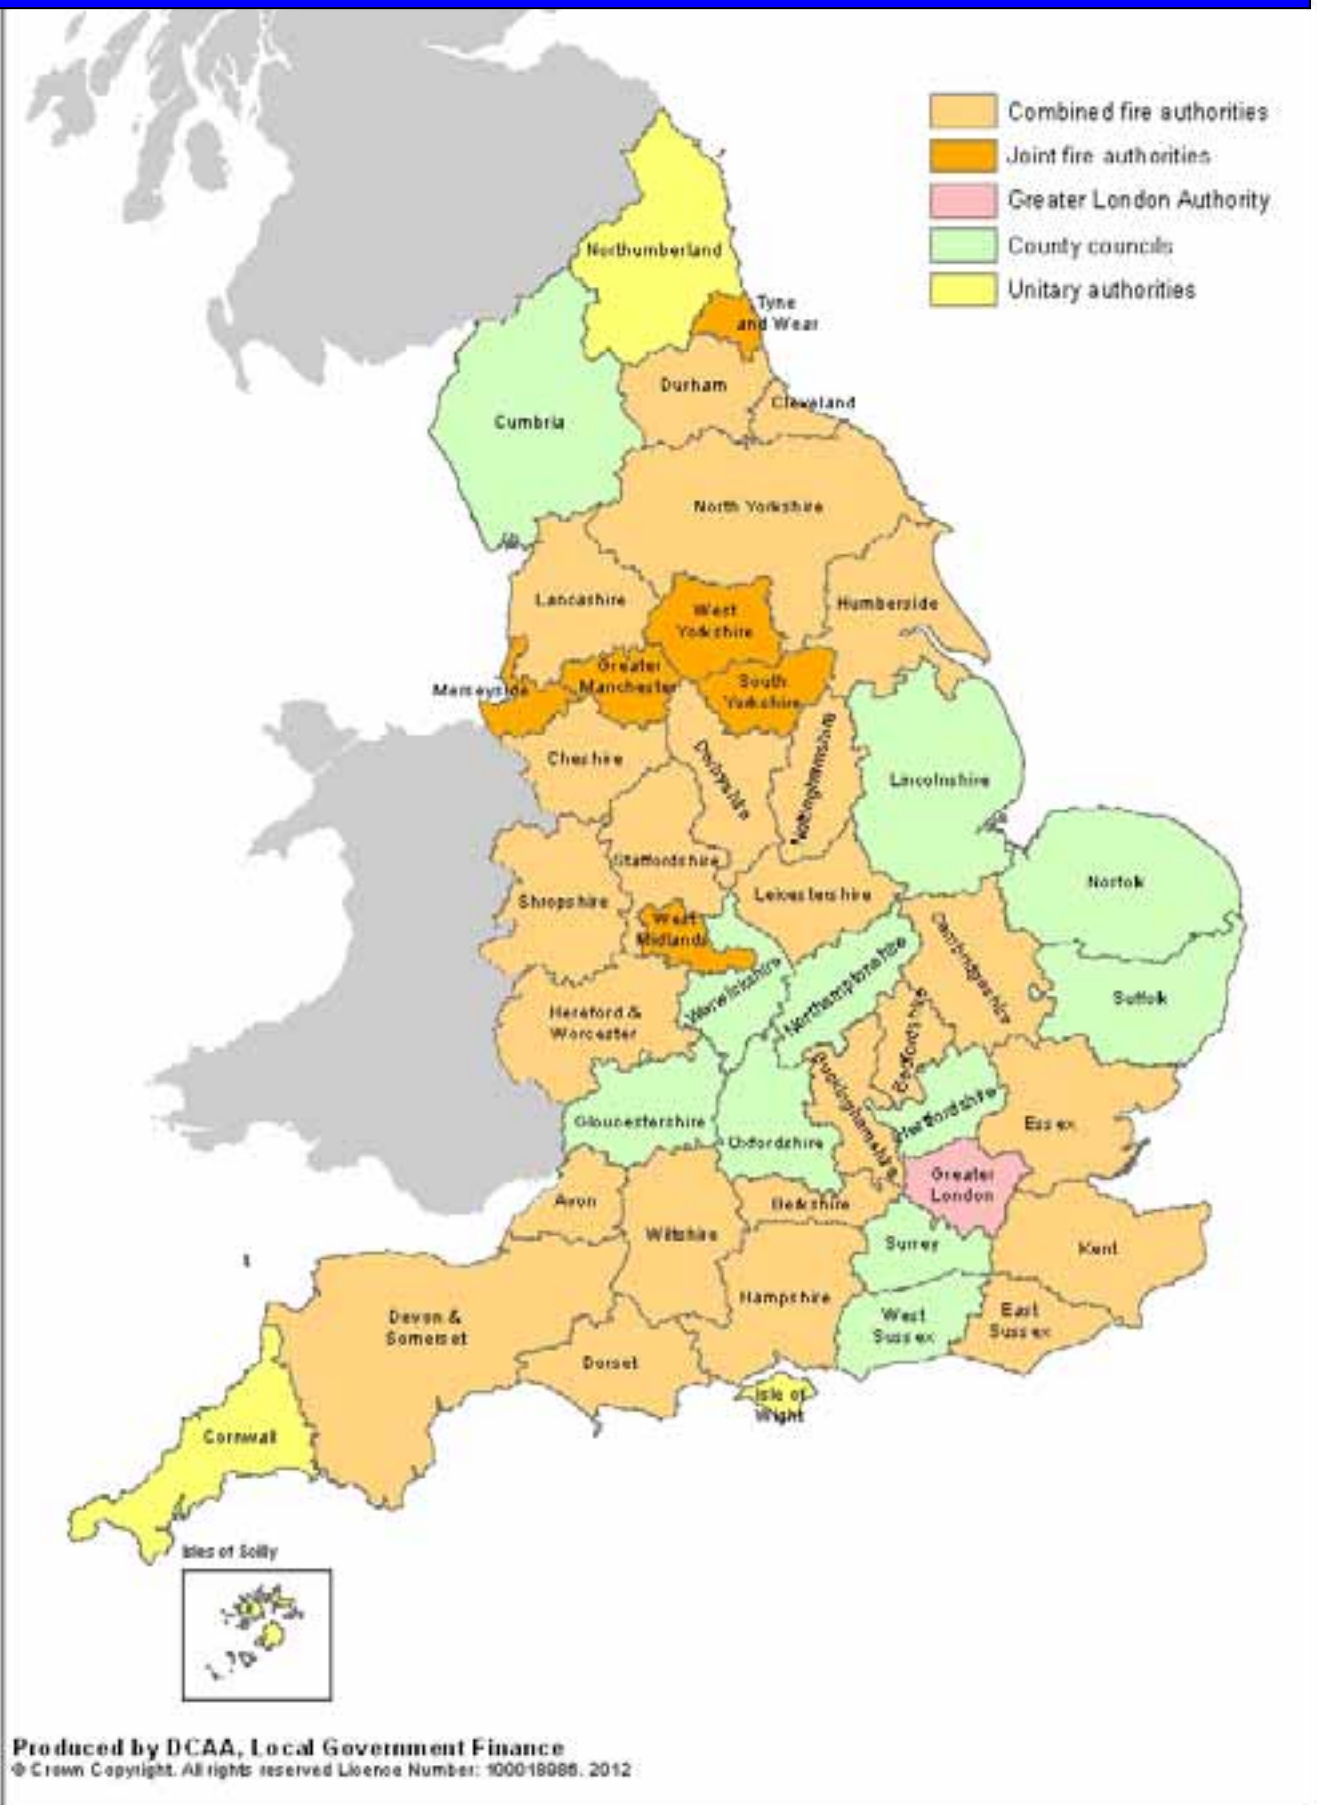 Combined fire authorities
Joint fire authorities
Greater London Authority
County councils
Unitary authorities
Northumberland
Tyne
and Wear
Durham
Cleveland
Cumbria
North Yorkshire
Lancashire
West
Yorkshire
Humberside
Greater
Manchester
Merseyside
South
Yorkshire
Cheshire
Derbyshire
Nottinghamshire
Lincolnshire
Staffordshire
Norfolk
Leicestershire
Shropshire
West
Midlands
Cambridgeshire
Warwickshire
Northamptonshire
Suffolk
Hereford &
Worcester
Bedfordshire
Buckinghamshire
Hertfordshire
Gloucestershire
Oxfordshire
Essex
Greater
London
Avon
Berkshire
Wiltshire
Surrey
Kent
Hampshire
Devon &
Somerset
West
Sussex
East
Sussex
Dorset
Isle of
Wight
Cornwall
Isles of Scilly
Produced by DCAA, Local Government Finance
© Crown Copyright. All rights reserved Licence Number: 100018986. 2012